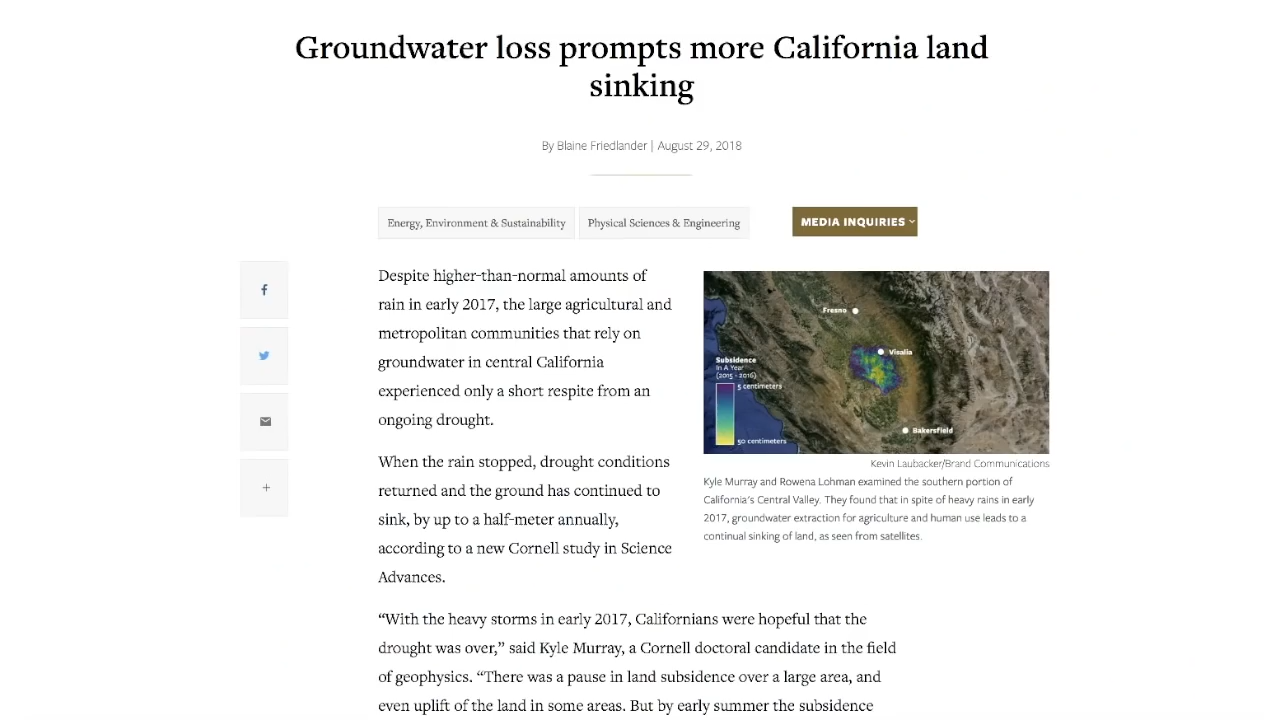 Groundwater loss prompts more California land
sinking
By Blaine Friedlander | August 29, 2018
Energy, Environment & Sustainability
Physical Sciences & Engineering
MEDIA INQUIRIES
Despite higher-than-normal amounts of
rain in early 2017, the large agricultural and
metropolitan communities that rely on
groundwater in central California
experienced only a short respite from an
ongoing drought.
When the rain stopped, drought conditions
returned and the ground has continued to
sink, by up to a half-meter annually,
according to a new Cornell study in Science
Advances.
Fresno
Visalia
Subsidence
In A Year
(2015 - 2016)
5 centimeters
50 centimeters
Bakersfield
Kevin Laubacker/Brand Communications
Kyle Murray and Rowena Lohman examined the southern portion of
California's Central Valley. They found that in spite of heavy rains in early
2017, groundwater extraction for agriculture and human use leads to a
continual sinking of land, as seen from satellites.
“With the heavy storms in early 2017, Californians were hopeful that the
drought was over,” said Kyle Murray, a Cornell doctoral candidate in the field
of geophysics. “There was a pause in land subsidence over a large area, and
even uplift of the land in some areas. But by early summer the subsidence